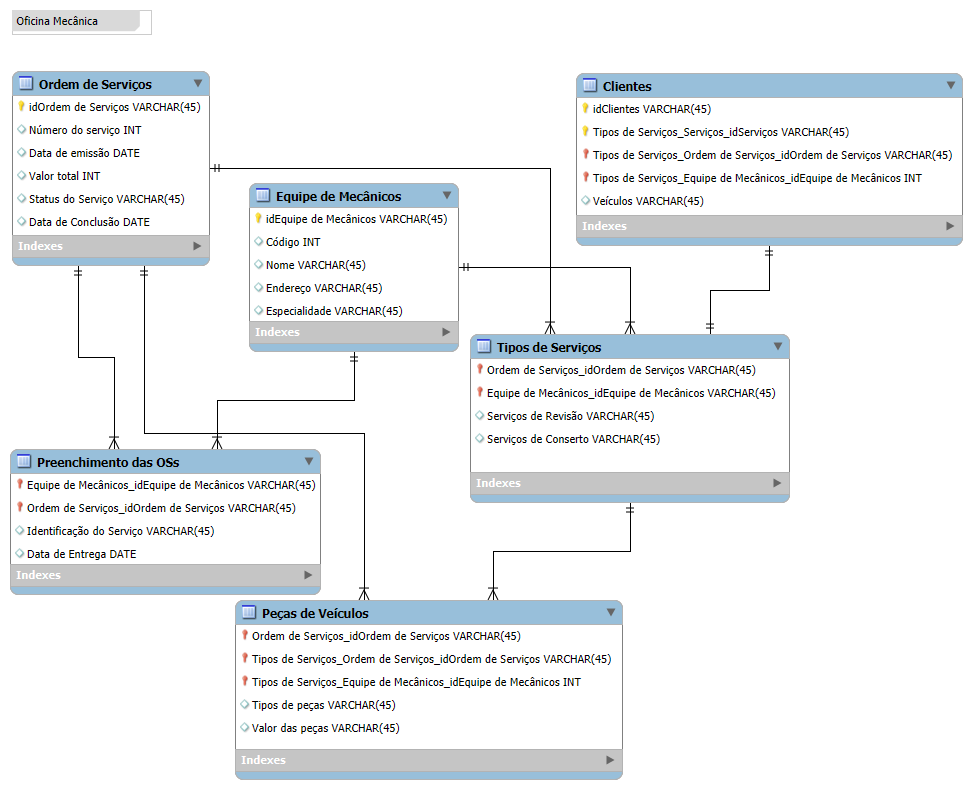 Oficina Mecânica
Ordem de Serviços
idOrdem de Serviços VARCHAR(45)
Número do serviço INT
Data de emissão DATE
Valor total INT
Status do Serviço VARCHAR(45)
Data de Conclusão DATE
Indexes
Clientes
idClientes VARCHAR(45)
Tipos de Serviços_Serviços_idServiços VARCHAR(45)
Tipos de Serviços_Ordem de Serviços_idOrdem de Serviços VARCHAR(45)
Tipos de Serviços_Equipe de Mecânicos_idEquipe de Mecânicos INT
Veículos VARCHAR(45)
Indexes
Equipe de Mecânicos
idEquipe de Mecânicos VARCHAR(45)
Código INT
Nome VARCHAR(45)
Endereço VARCHAR(45)
Especialidade VARCHAR(45)
Indexes
Tipos de Serviços
Ordem de Serviços_idOrdem de Serviços VARCHAR(45)
Equipe de Mecânicos_idEquipe de Mecânicos VARCHAR(45)
Serviços de Revisão VARCHAR(45)
Serviços de Conserto VARCHAR(45)
Indexes
Preenchimento das OSs
Equipe de Mecânicos_idEquipe de Mecânicos VARCHAR(45)
Ordem de Serviços_idOrdem de Serviços VARCHAR(45)
Identificação do Serviço VARCHAR(45)
Data de Entrega DATE
Indexes
Peças de Veículos
Ordem de Serviços_idOrdem de Serviços VARCHAR(45)
Tipos de Serviços_Ordem de Serviços_idOrdem de Serviços VARCHAR(45)
Tipos de Serviços_Equipe de Mecânicos_idEquipe de Mecânicos INT
Tipos de peças VARCHAR(45)
Valor das peças VARCHAR(45)
Indexes